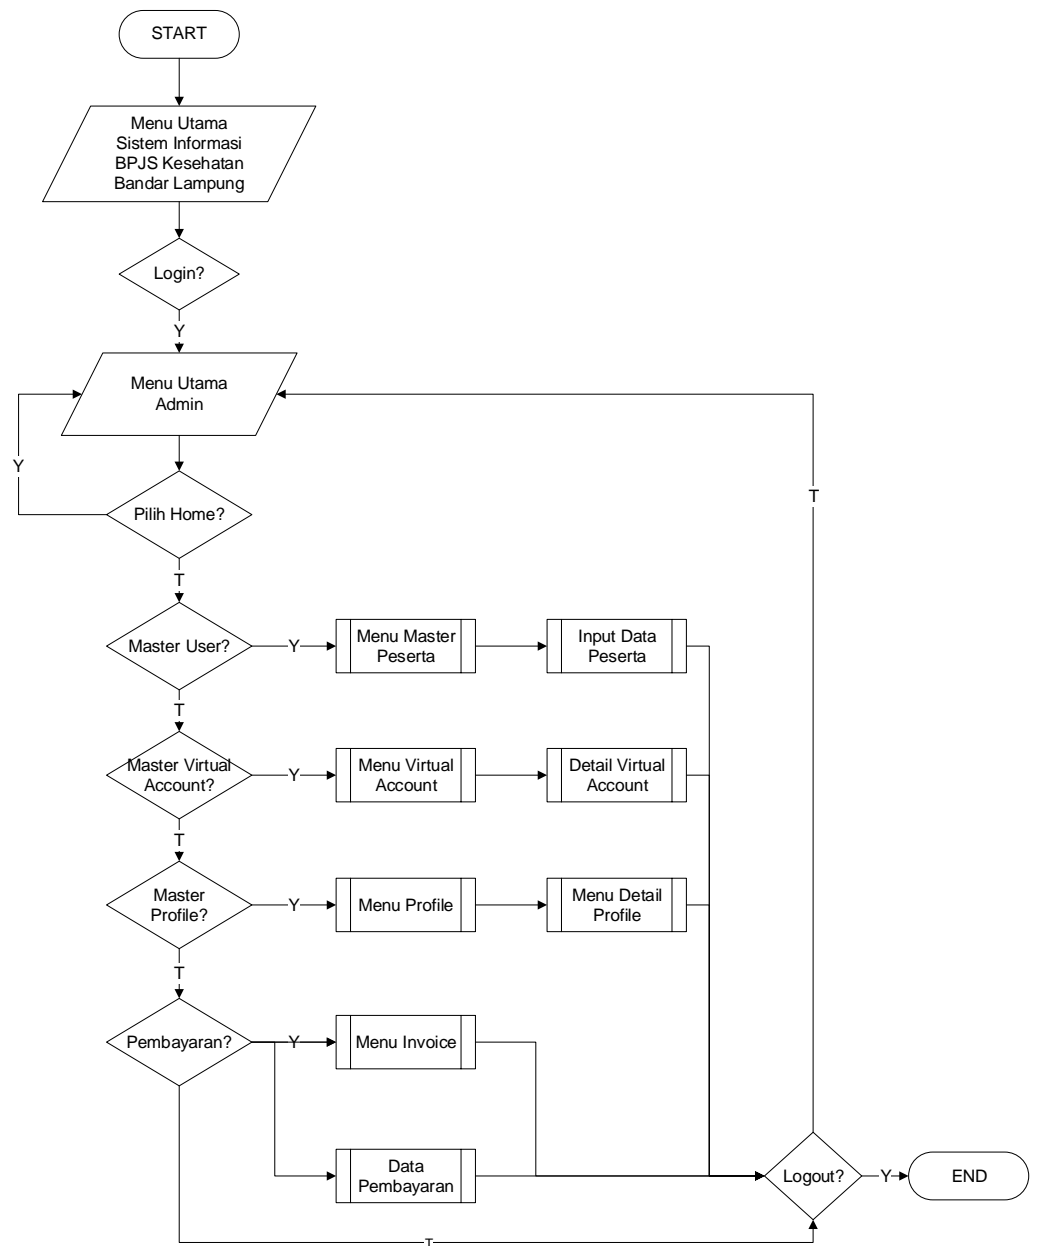 START
Menu Utama
Sistem Informasi
BPJS Kesehatan
Bandar Lampung
Login?
Y
Menu Utama
Admin
Y
T
Pilih Home?
T
Master User?
Y
Menu Master
Peserta
Input Data
Peserta
T
Master Virtual
Account?
Y
Menu Virtual
Account
Detail Virtual
Account
T
Master
Profile?
Y
Menu Profile
Menu Detail
Profile
T
Pembayaran?
Y
Menu Invoice
Data
Pembayaran
Logout?
Y
END
T